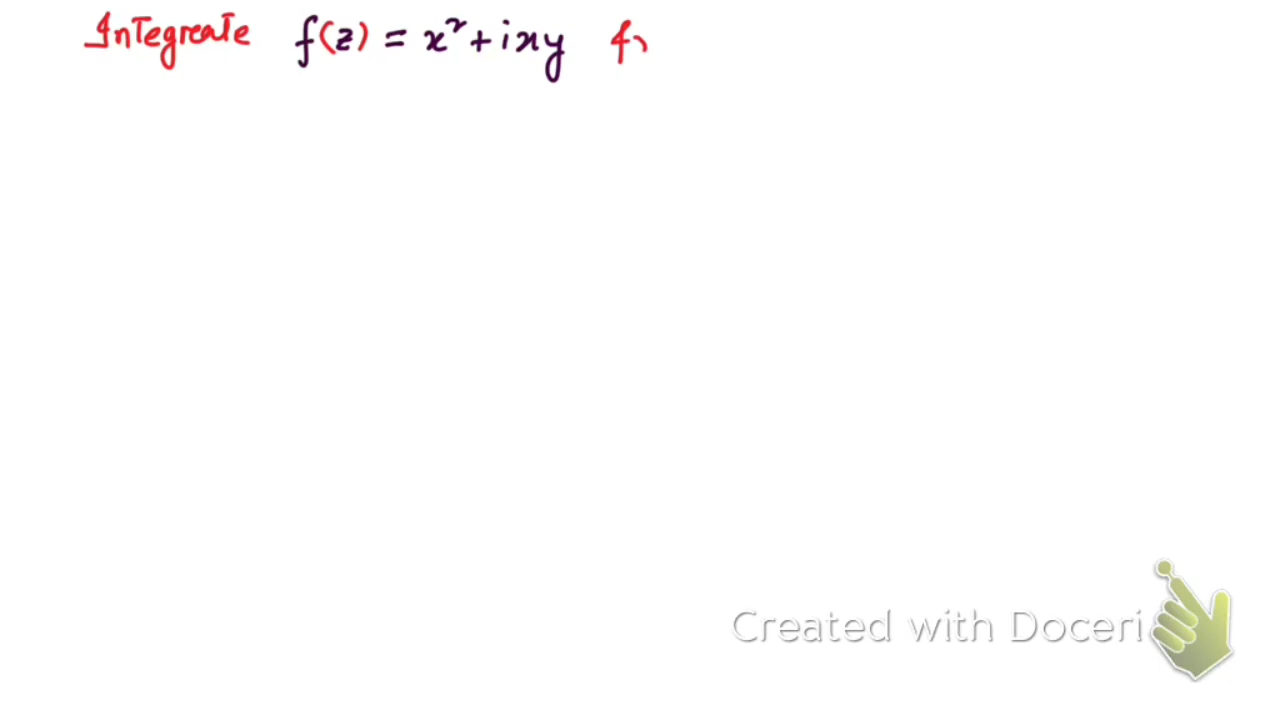 Integreate f(z) = x² + ixy
Created with Doceri